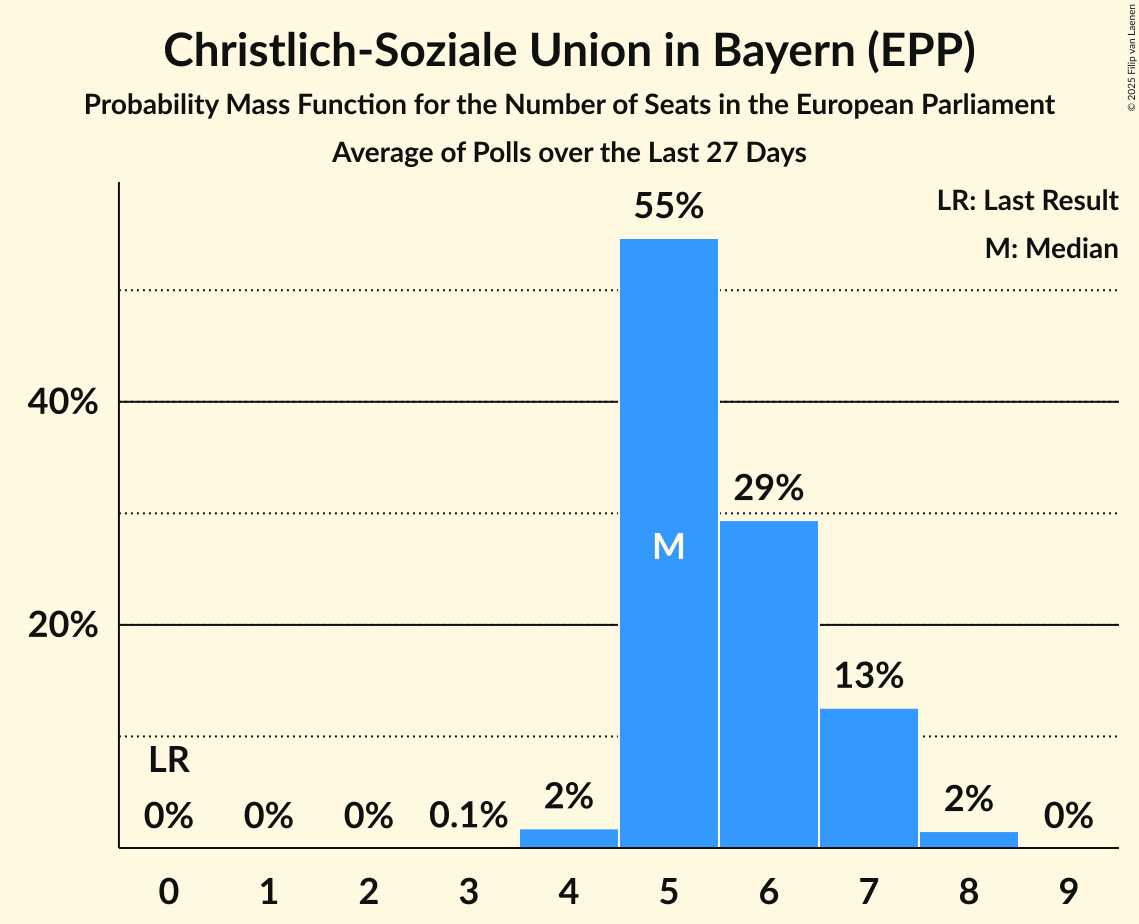 Christlich-Soziale Union in Bayern (EPP)
Probability Mass Function for the Number of Seats in the European Parliament
Average of Polls over the Last 27 Days
© 2025 Filip van Laenen
LR: Last Result
M: Median
55%
40%
29%
M
20%
13%
LR
0% 0% 0% 0.1% 2% 2% 0%
0 1 2 3 4 5 6 7 8 9